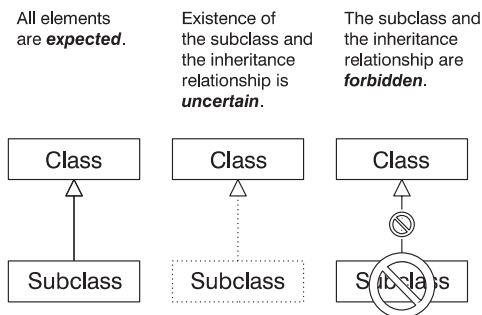 All elements
are expected.
Existence of
the subclass and
the inheritance
relationship is
uncertain.
The subclass and
the inheritance
relationship are
forbidden.
Class
Class
Class
Subclass
Subclass
Subclass